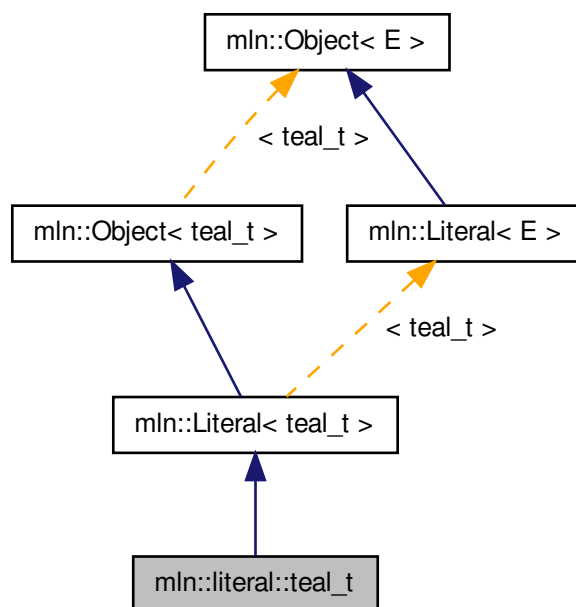 mln::Object< E >
< teal_t >
mln::Object< teal_t >
mln::Literal< E >
< teal_t >
mln::Literal< teal_t >
mln::literal::teal_t